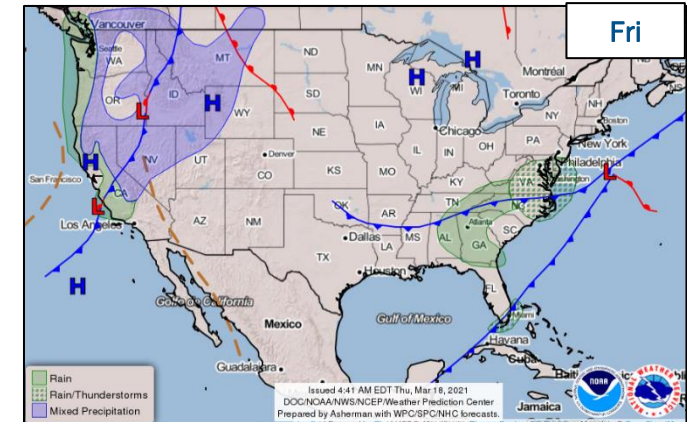 Fri
Vancouver
Seattle
WA
MT
ND
MN
Montréal
OR
ID
H
SD
WI
H
MI
H
Toronto
NH
L
WY
NE
IA
Chicago
NY
Boston
H
NV
UT
Denver
CO
KS
MO
IL
IN
OH
PA
New York
Philadelphia
San Francisco
CA
KY
VA
Washington
L
L
Los Angeles
AZ
NM
OK
AR
TN
NC
Dallas
MS
AL
Atlanta
GA
SC
TX
LA
Houston
H
FL
Golfo de California
Mexico
Gulf of Mexico
Miami
Havana
Cuba
Guadalajara
Jamaica
Rain
Rain/Thunderstorms
Mixed Precipitation
Issued 4:41 AM EDT Thu, Mar 18, 2021
DOC/NOAA/NWS/NCEP/Weather Prediction Center
Prepared by Asherman with WPC/SPC/NHC forecasts.
NOAA